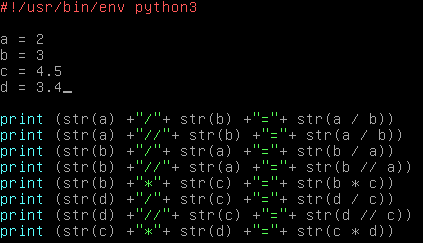 #!/usr/bin/env python3
a = 2
b = 3
c = 4.5
d = 3.4_
print (str(a) +"/"+ str(b) +"="+ str(a / b))
print (str(a) +"//"+ str(b) +"="+ str(a / b))
print (str(b) +"/"+ str(a) +"="+ str(b / a))
print (str(b) +"//"+ str(a) +"="+ str(b // a))
print (str(b) +"*"+ str(c) +"="+ str(b * c))
print (str(d) +"/"+ str(c) +"="+ str(d / c))
print (str(d) +"//"+ str(c) +"="+ str(d // c))
print (str(c) +"*"+ str(d) +"="+ str(c * d))